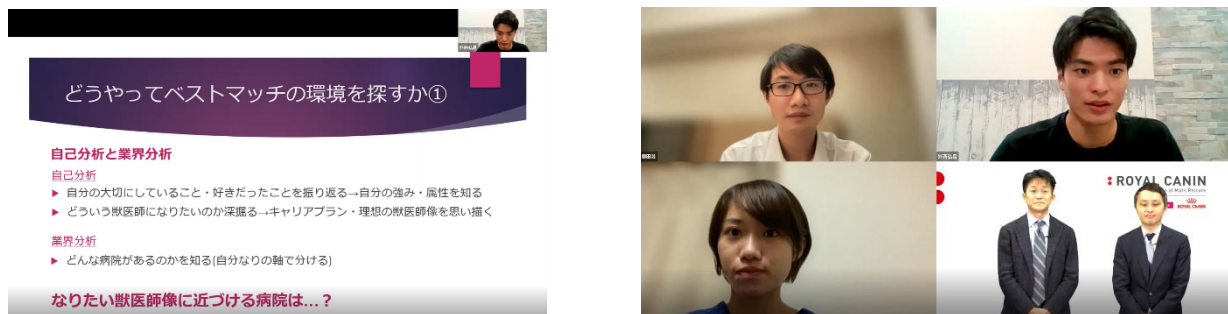 どうやってベストマッチの環境を探すか①
自己分析と業界分析
自己分析
▶ 自分の大切にしていること・好きだったことを振り返る→自分の強み・属性を知る
▶ どういう獣医師になりたいのか深掘る→キャリアプラン・理想の獣医師像を思い描く
業界分析
▶ どんな病院があるのかを知る(自分なりの軸で分ける)
なりたい獣医師像に近づける病院は…？
ROYAL CANIN
of Mars Petcare
ROYAL CANIN